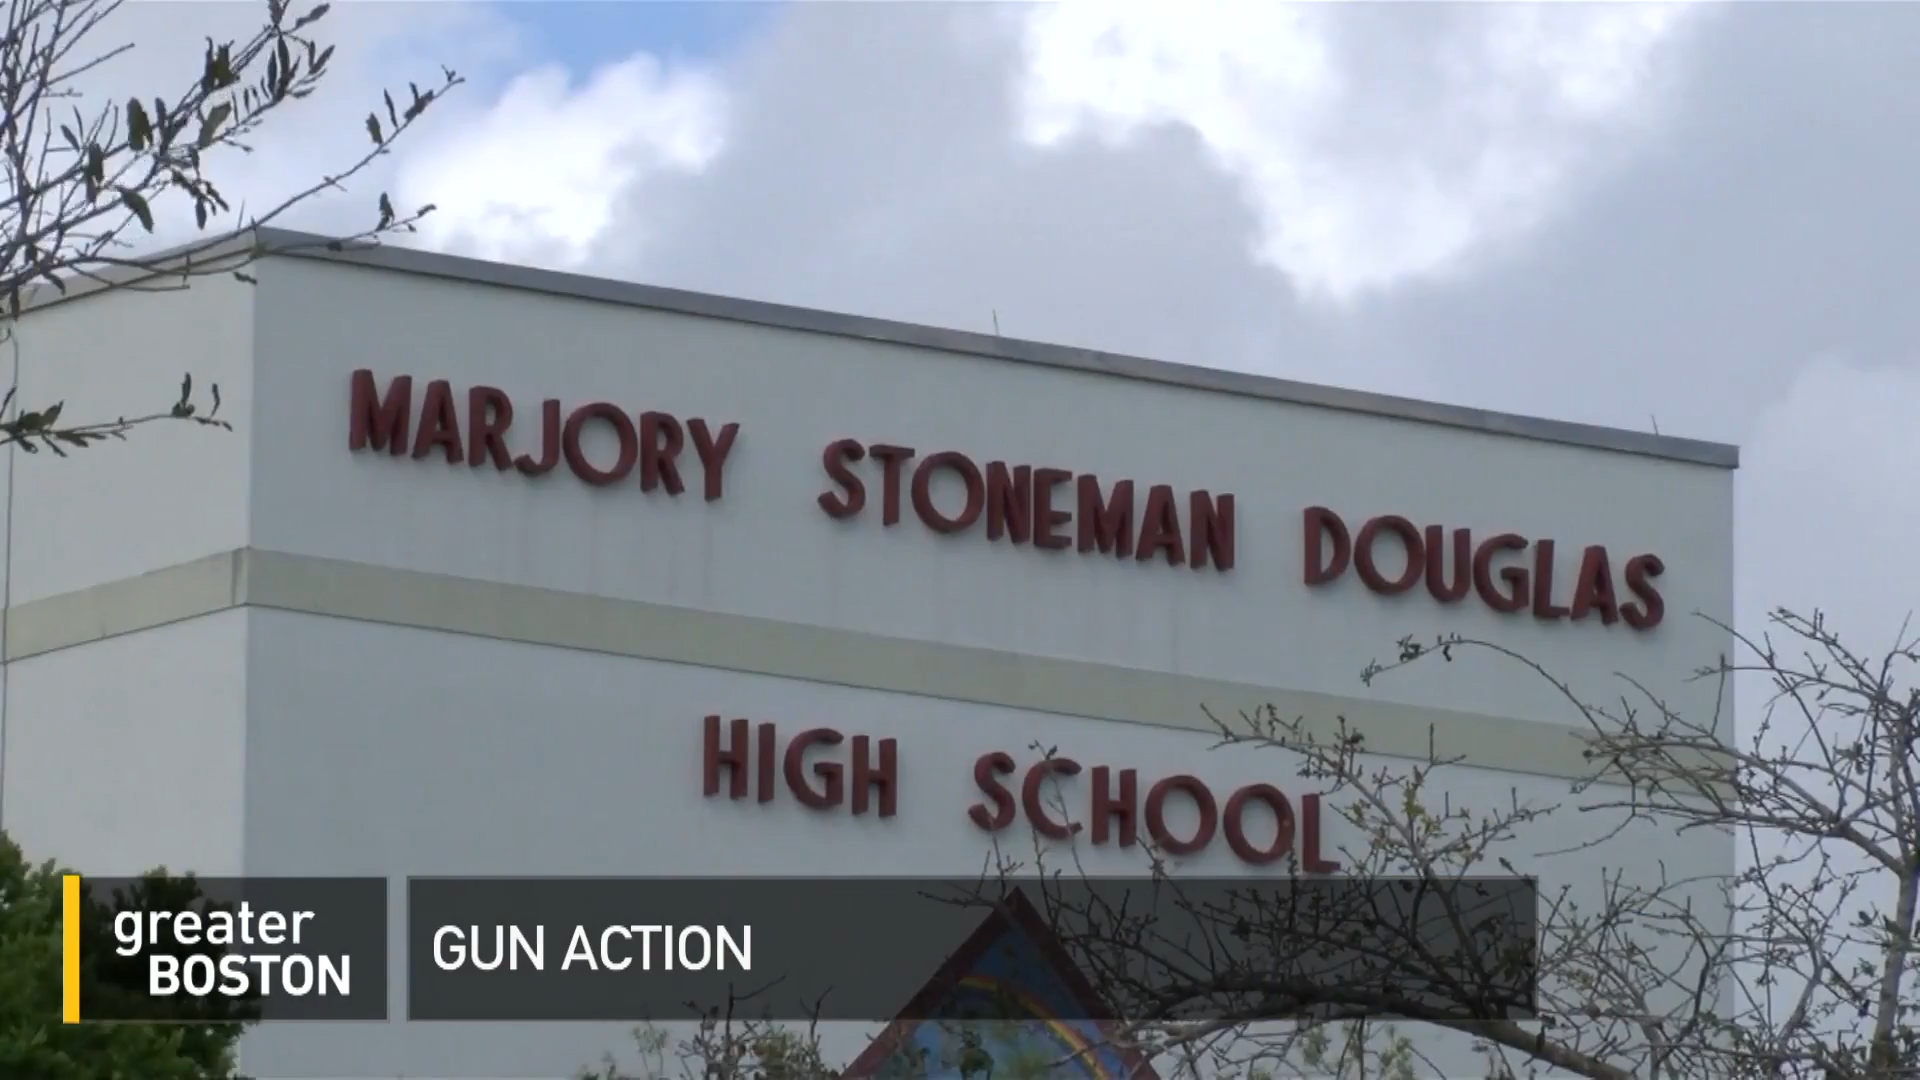 MARJORY STONEMAN DOUGLAS
HIGH SCHOOL
greater
BOSTON
GUN ACTION